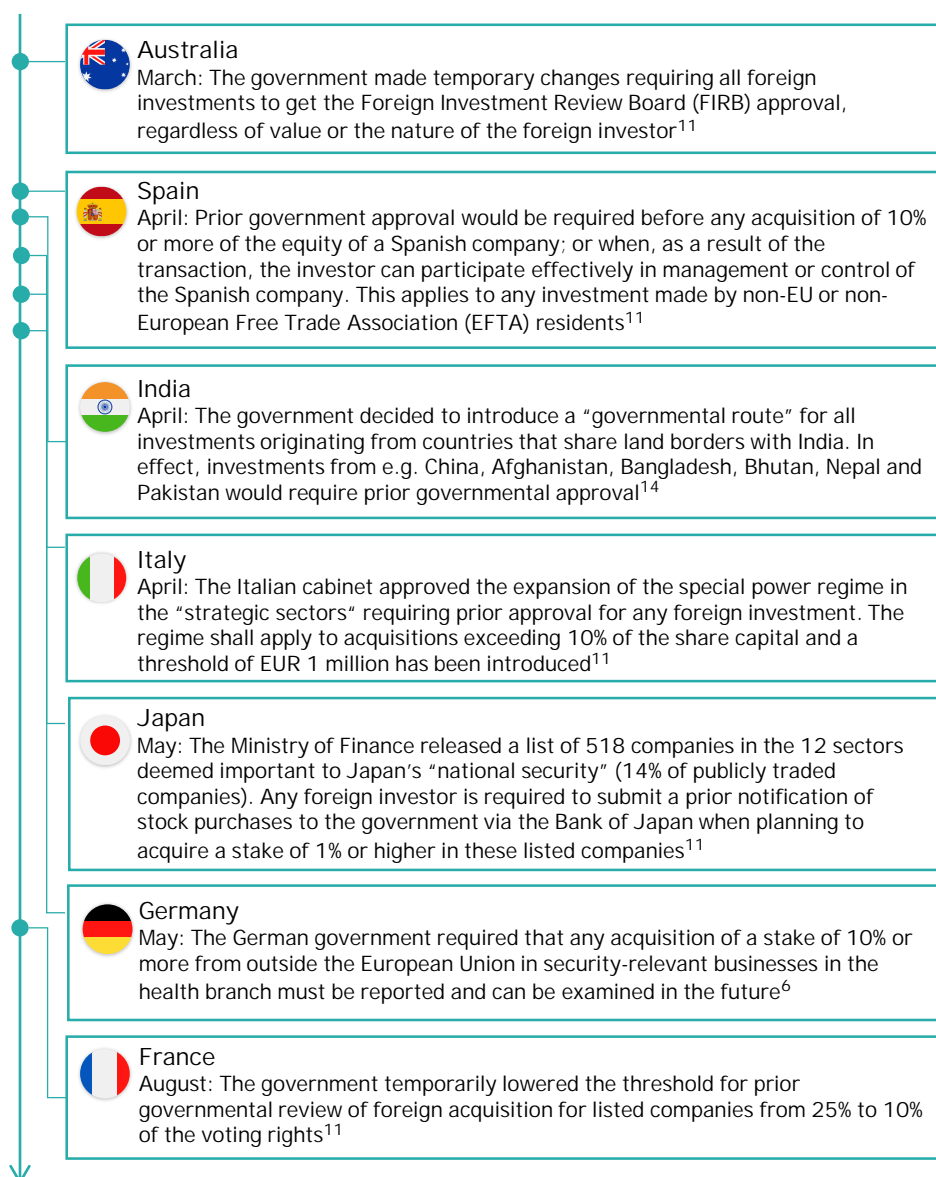 Australia
March: The government made temporary changes requiring all foreign
investments to get the Foreign Investment Review Board (FIRB) approval,
regardless of value or the nature of the foreign investor11
Spain
April: Prior government approval would be required before any acquisition of 10%
or more of the equity of a Spanish company; or when, as a result of the
transaction, the investor can participate effectively in management or control of
the Spanish company. This applies to any investment made by non-EU or non-
European Free Trade Association (EFTA) residents11
India
April: The government decided to introduce a “governmental route” for all
investments originating from countries that share land borders with India. In
effect, investments from e.g. China, Afghanistan, Bangladesh, Bhutan, Nepal and
Pakistan would require prior governmental approval14
Italy
April: The Italian cabinet approved the expansion of the special power regime in
the “strategic sectors“ requiring prior approval for any foreign investment. The
regime shall apply to acquisitions exceeding 10% of the share capital and a
threshold of EUR 1 million has been introduced11
Japan
May: The Ministry of Finance released a list of 518 companies in the 12 sectors
deemed important to Japan’s “national security” (14% of publicly traded
companies). Any foreign investor is required to submit a prior notification of
stock purchases to the government via the Bank of Japan when planning to
acquire a stake of 1% or higher in these listed companies11
Germany
May: The German government required that any acquisition of a stake of 10% or
more from outside the European Union in security-relevant businesses in the
health branch must be reported and can be examined in the future6
France
August: The government temporarily lowered the threshold for prior
governmental review of foreign acquisition for listed companies from 25% to 10%
of the voting rights11